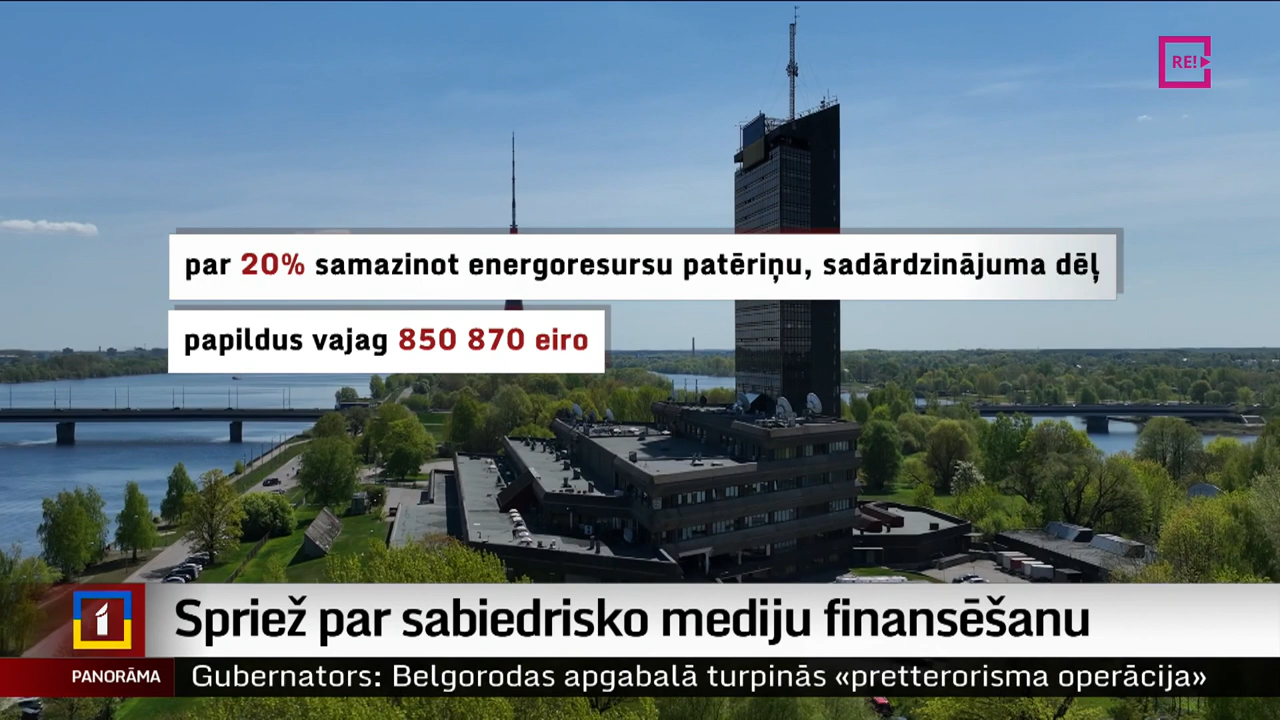 RE!
par 20% samazinot energoresursu patēriņu, sadārdzinājuma dēļ
papildus vajag 850 870 eiro
1
Spriež par sabiedrisko mediju finansēšanu
PANORĀMA
Gubernators: Belgorodas apgabalā turpinās «pretterorisma operācija»